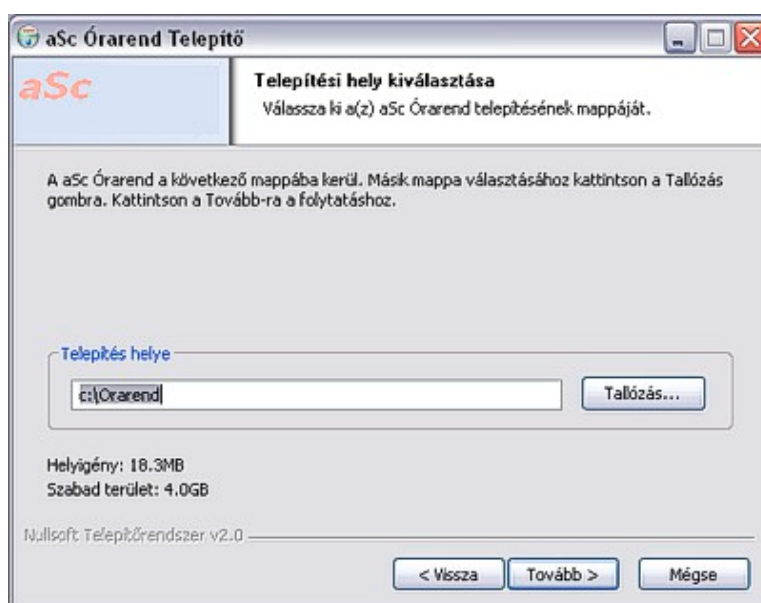 aSc Órarend Telepítő
aSc
Telepítési hely kiválasztása
Válassza ki a(z) aSc Órarend telepítésének mappáját.
A aSc Órarend a következő mappába kerül. Másik mappa választásához kattintson a Tallózás
gombra. Kattintson a Tovább-ra a folytatáshoz.
Telepítés helye
c:\Orarend
Tallózás...
Helyigény: 18.3MB
Szabad terület: 4.0GB
Nullsoft Telepítőrendszer v2.0
< Vissza
Tovább >
Mégse